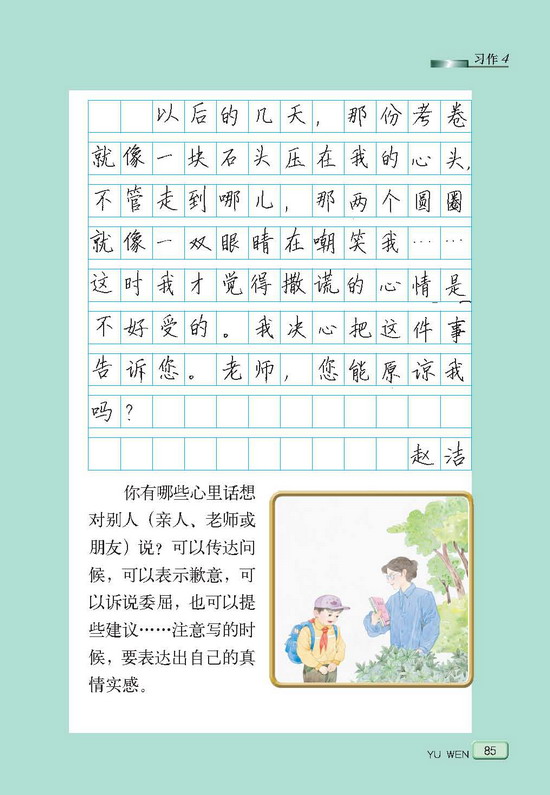 习作4
以后的几天，那份考卷
就像一块石头压在我的心头，
不管走到哪儿，那两个圆圈
就像一双眼睛在嘲笑我……
这时我才觉得撒谎的心情是
不好受的。我决心把这件事
告诉您。老师，您能原谅我
吗？
赵洁
你有哪些心里话想
对别人（亲人、老师或
朋友）说？可以传达问
候，可以表示歉意，可
以诉说委屈，也可以提
些建议……注意写的时
候，要表达出自己的真
情实感。
YU WEN 85